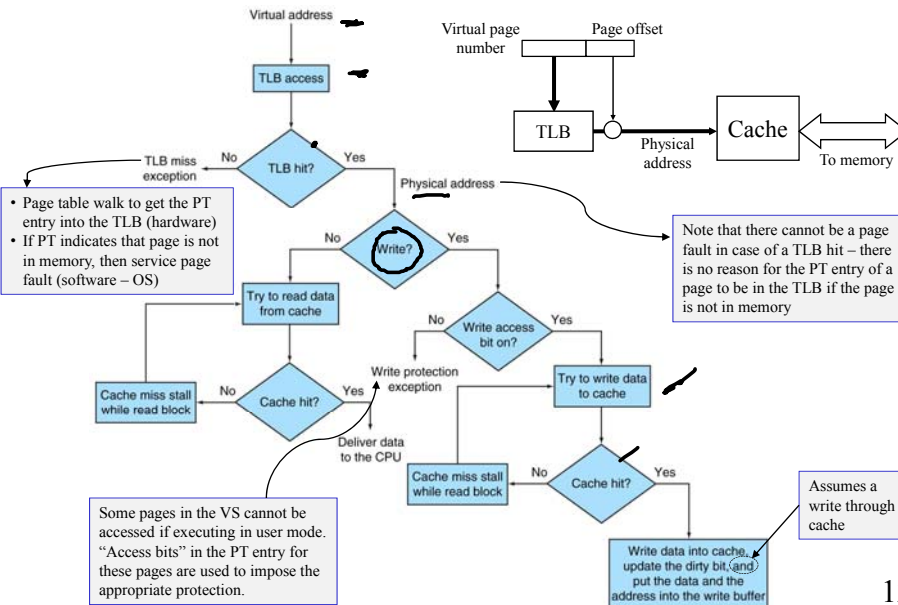 Virtual address
TLB access
TLB hit?
No
Yes
TLB miss
exception
• Page table walk to get the PT
entry into the TLB (hardware)
• If PT indicates that page is not
in memory, then service page
fault (software – OS)
Physical address
Write?
No
Yes
Try to read data
from cache
Cache hit?
No
Yes
Cache miss stall
while read block
Deliver data
to the CPU
Write access
bit on?
No
Yes
Write protection
exception
Try to write data
to cache
Cache hit?
No
Yes
Cache miss stall
while read block
Write data into cache,
update the dirty bit, and
put the data and the
address into the write buffer
Some pages in the VS cannot be
accessed if executing in user mode.
“Access bits” in the PT entry for
these pages are used to impose the
appropriate protection.
Virtual page
number
Page offset
TLB
Physical
address
Cache
To memory
Note that there cannot be a page
fault in case of a TLB hit – there
is no reason for the PT entry of a
page to be in the TLB if the page
is not in memory
Assumes a
write through
cache